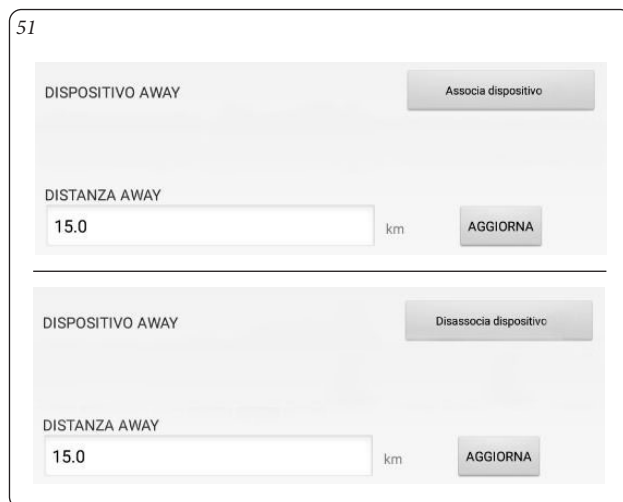 51
DISPOSITIVO AWAY Associa dispositivo
DISTANZA AWAY
15.0 km AGGIORNA
DISPOSITIVO AWAY Disassocia dispositivo
DISTANZA AWAY
15.0 km AGGIORNA